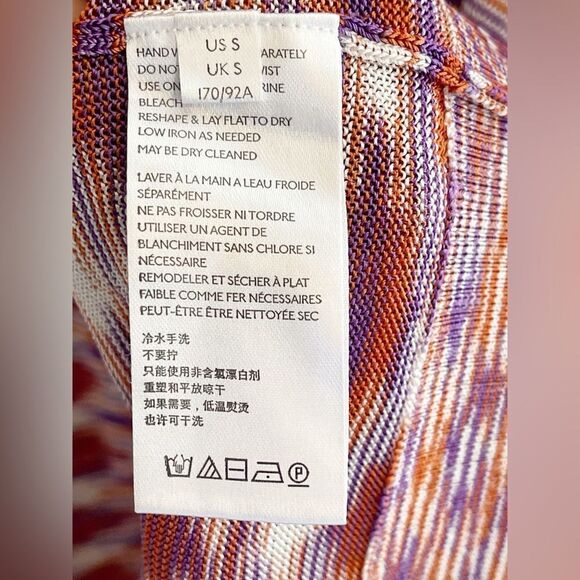 US S
UK S
170/92A
HAND W ARATELY
DO NO IST
USE ON RINE
BLEACH
RESHAPE & LAY FLAT TO DRY
LOW IRON AS NEEDED
MAY BE DRY CLEANED
LAVER À LA MAIN A LEAU FROIDE
SÉPARÉMENT
NE PAS FROISSER NI TORDRE
UTILISER UN AGENT DE
BLANCHIMENT SANS CHLORE SI
NÉCESSAIRE
REMODELER ET SÉCHER À PLAT
FAIBLE COMME FER NÉCESSAIRES
PEUT-ÊTRE ÊTRE NETTOYÉE SEC
冷水手洗
不要拧
只能使用非含氯漂白剂
重塑和平放晾干
如果需要，低温熨烫
也许可干洗
P